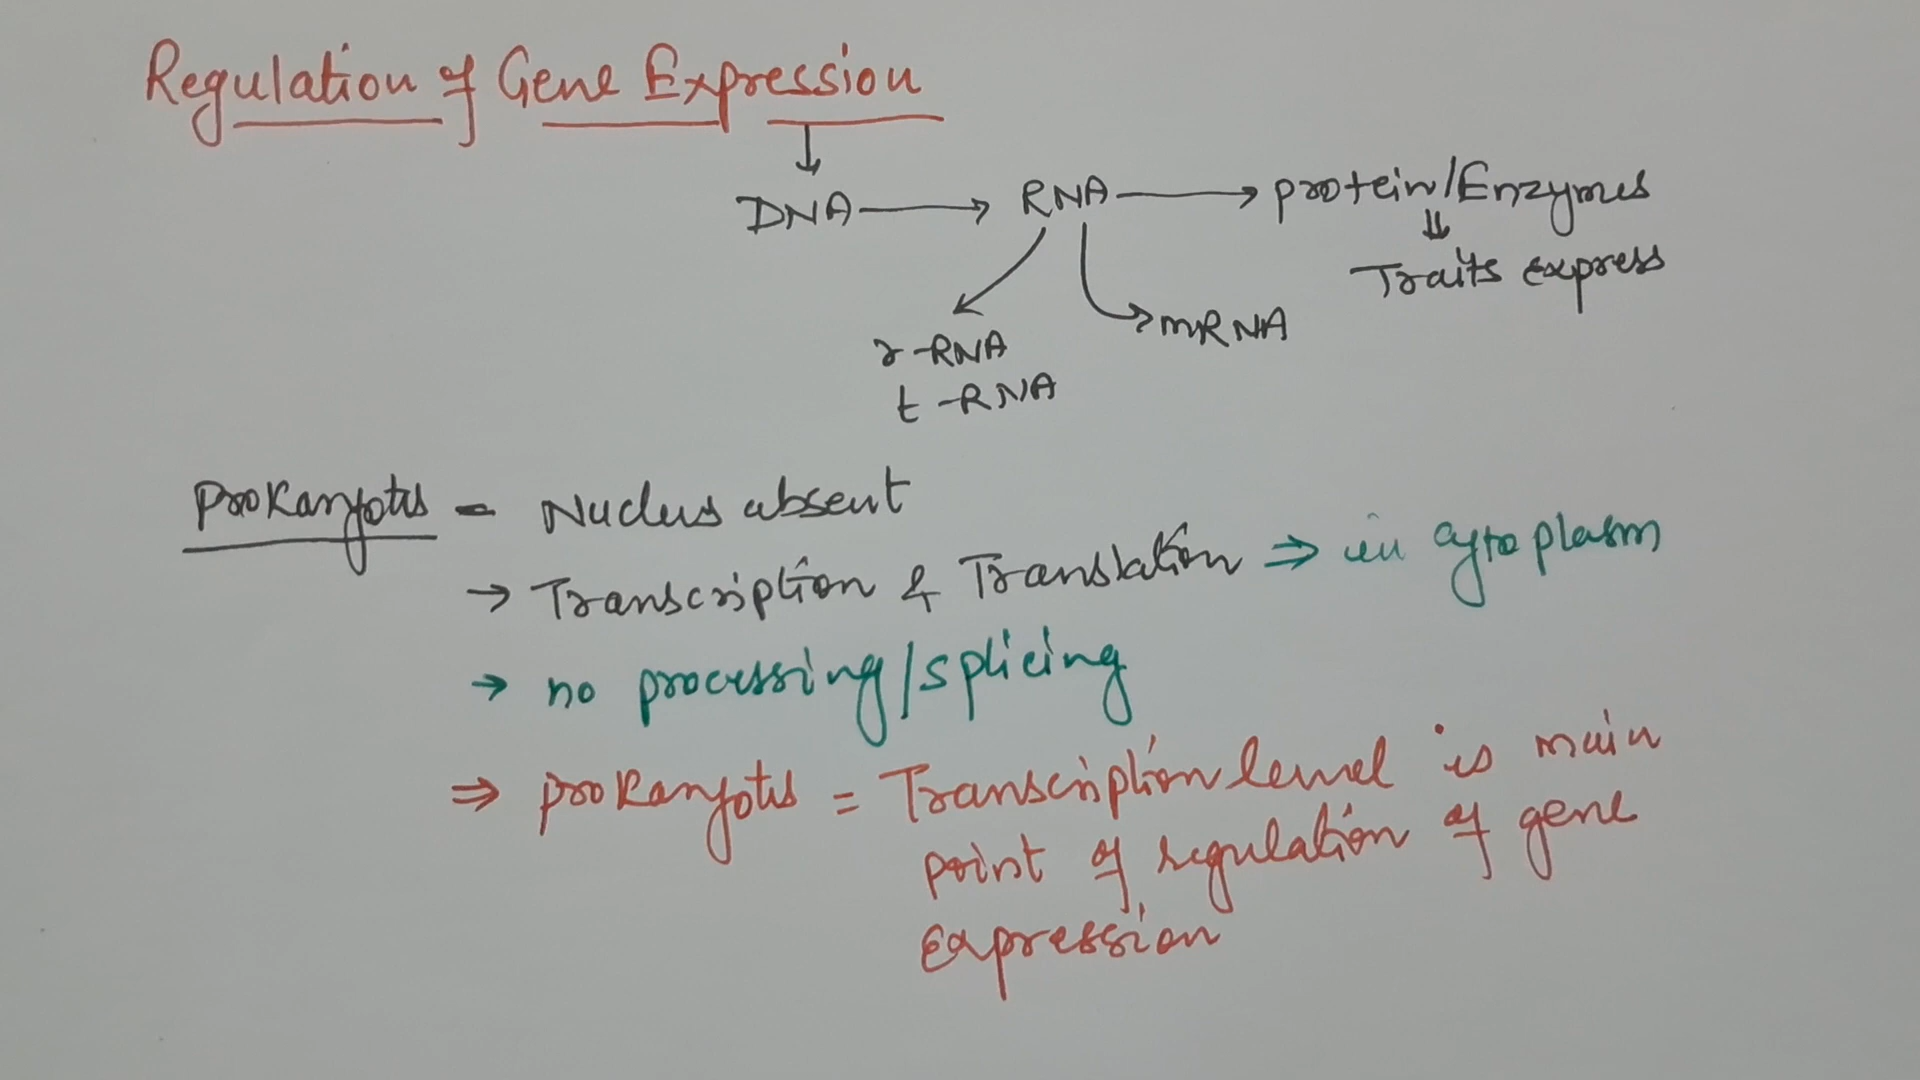 Regulation of Gene Expression
↓
DNA → RNA → protein/Enzymes
⇓
Traits express
r-RNA
mRNA
t-RNA
Prokaryotes - Nucleus absent
→ Transcription & Translation ⇒ in cytoplasm
→ no processing/splicing
⇒ prokaryotes = Transcription level is main
point of regulation of gene
expression